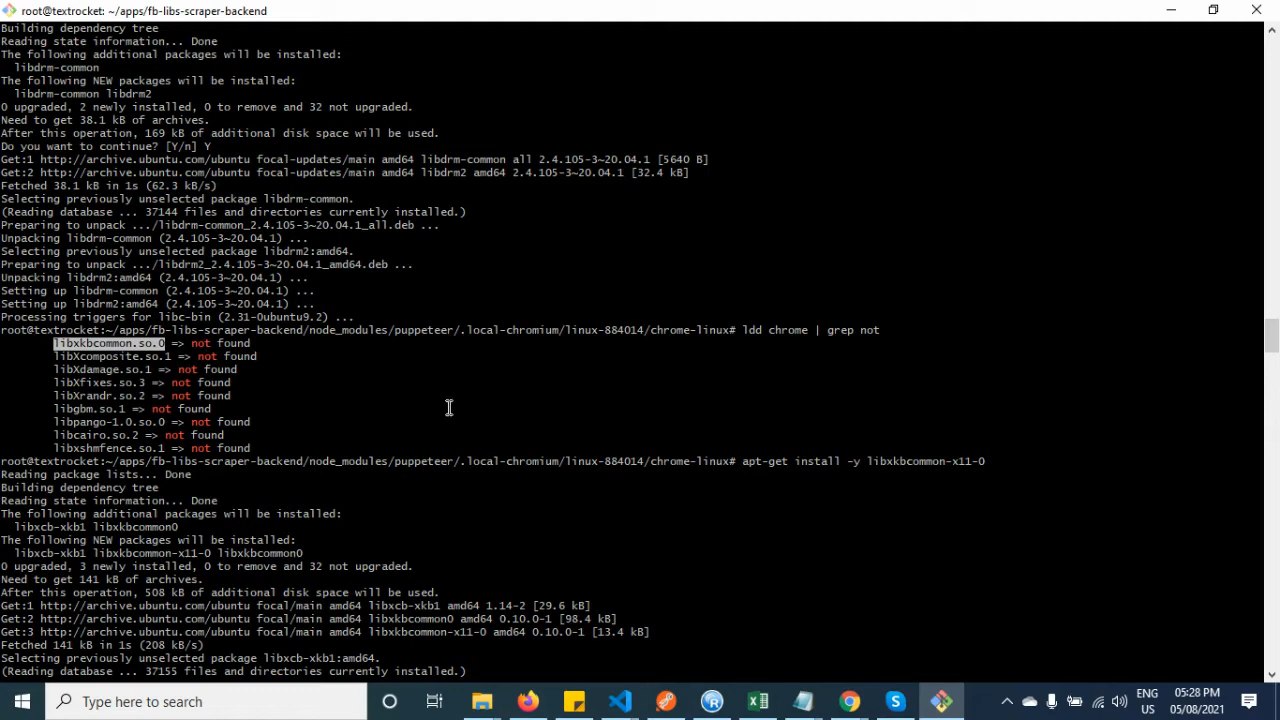 root@textrocket: ~/apps/fb-libs-scraper-backend
Building dependency tree
Reading state information... Done
The following additional packages will be installed:
libdrm-common
The following NEW packages will be installed:
libdrm-common libdrm2
0 upgraded, 2 newly installed, 0 to remove and 32 not upgraded.
Need to get 38.1 kB of archives.
After this operation, 169 kB of additional disk space will be used.
Do you want to continue? [Y/n] Y
Get:1 http://archive.ubuntu.com/ubuntu focal-updates/main amd64 libdrm-common all 2.4.105-3~20.04.1 [5640 B]
Get:2 http://archive.ubuntu.com/ubuntu focal-updates/main amd64 libdrm2 amd64 2.4.105-3~20.04.1 [32.4 kB]
Fetched 38.1 kB in 1s (62.3 kB/s)
Selecting previously unselected package libdrm-common.
(Reading database ... 37144 files and directories currently installed.)
Preparing to unpack .../libdrm-common_2.4.105-3~20.04.1_all.deb ...
Unpacking libdrm-common (2.4.105-3~20.04.1) ...
Selecting previously unselected package libdrm2:amd64.
Preparing to unpack .../libdrm2_2.4.105-3~20.04.1_amd64.deb ...
Unpacking libdrm2:amd64 (2.4.105-3~20.04.1) ...
Setting up libdrm-common (2.4.105-3~20.04.1) ...
Setting up libdrm2:amd64 (2.4.105-3~20.04.1) ...
Processing triggers for libc-bin (2.31-0ubuntu9.2) ...
root@textrocket:~/apps/fb-libs-scraper-backend/node_modules/puppeteer/.local-chromium/linux-884014/chrome-linux# ldd chrome | grep not
libxkbcommon.so.0 => not found
libXcomposite.so.1 => not found
libXdamage.so.1 => not found
libXfixes.so.3 => not found
libXrandr.so.2 => not found
libgbm.so.1 => not found
libpango-1.0.so.0 => not found
libcairo.so.2 => not found
libxshmfence.so.1 => not found
root@textrocket:~/apps/fb-libs-scraper-backend/node_modules/puppeteer/.local-chromium/linux-884014/chrome-linux# apt-get install -y libxkbcommon-x11-0
Reading package lists... Done
Building dependency tree
Reading state information... Done
The following additional packages will be installed:
libxcb-xkb1 libxkbcommon0
The following NEW packages will be installed:
libxcb-xkb1 libxkbcommon-x11-0 libxkbcommon0
0 upgraded, 3 newly installed, 0 to remove and 32 not upgraded.
Need to get 141 kB of archives.
After this operation, 508 kB of additional disk space will be used.
Get:1 http://archive.ubuntu.com/ubuntu focal/main amd64 libxcb-xkb1 amd64 1.14-2 [29.6 kB]
Get:2 http://archive.ubuntu.com/ubuntu focal/main amd64 libxkbcommon0 amd64 0.10.0-1 [98.4 kB]
Get:3 http://archive.ubuntu.com/ubuntu focal/main amd64 libxkbcommon-x11-0 amd64 0.10.0-1 [13.4 kB]
Fetched 141 kB in 1s (208 kB/s)
Selecting previously unselected package libxcb-xkb1:amd64.
(Reading database ... 37155 files and directories currently installed.)
Type here to search
ENG
US
05:28 PM
05/08/2021